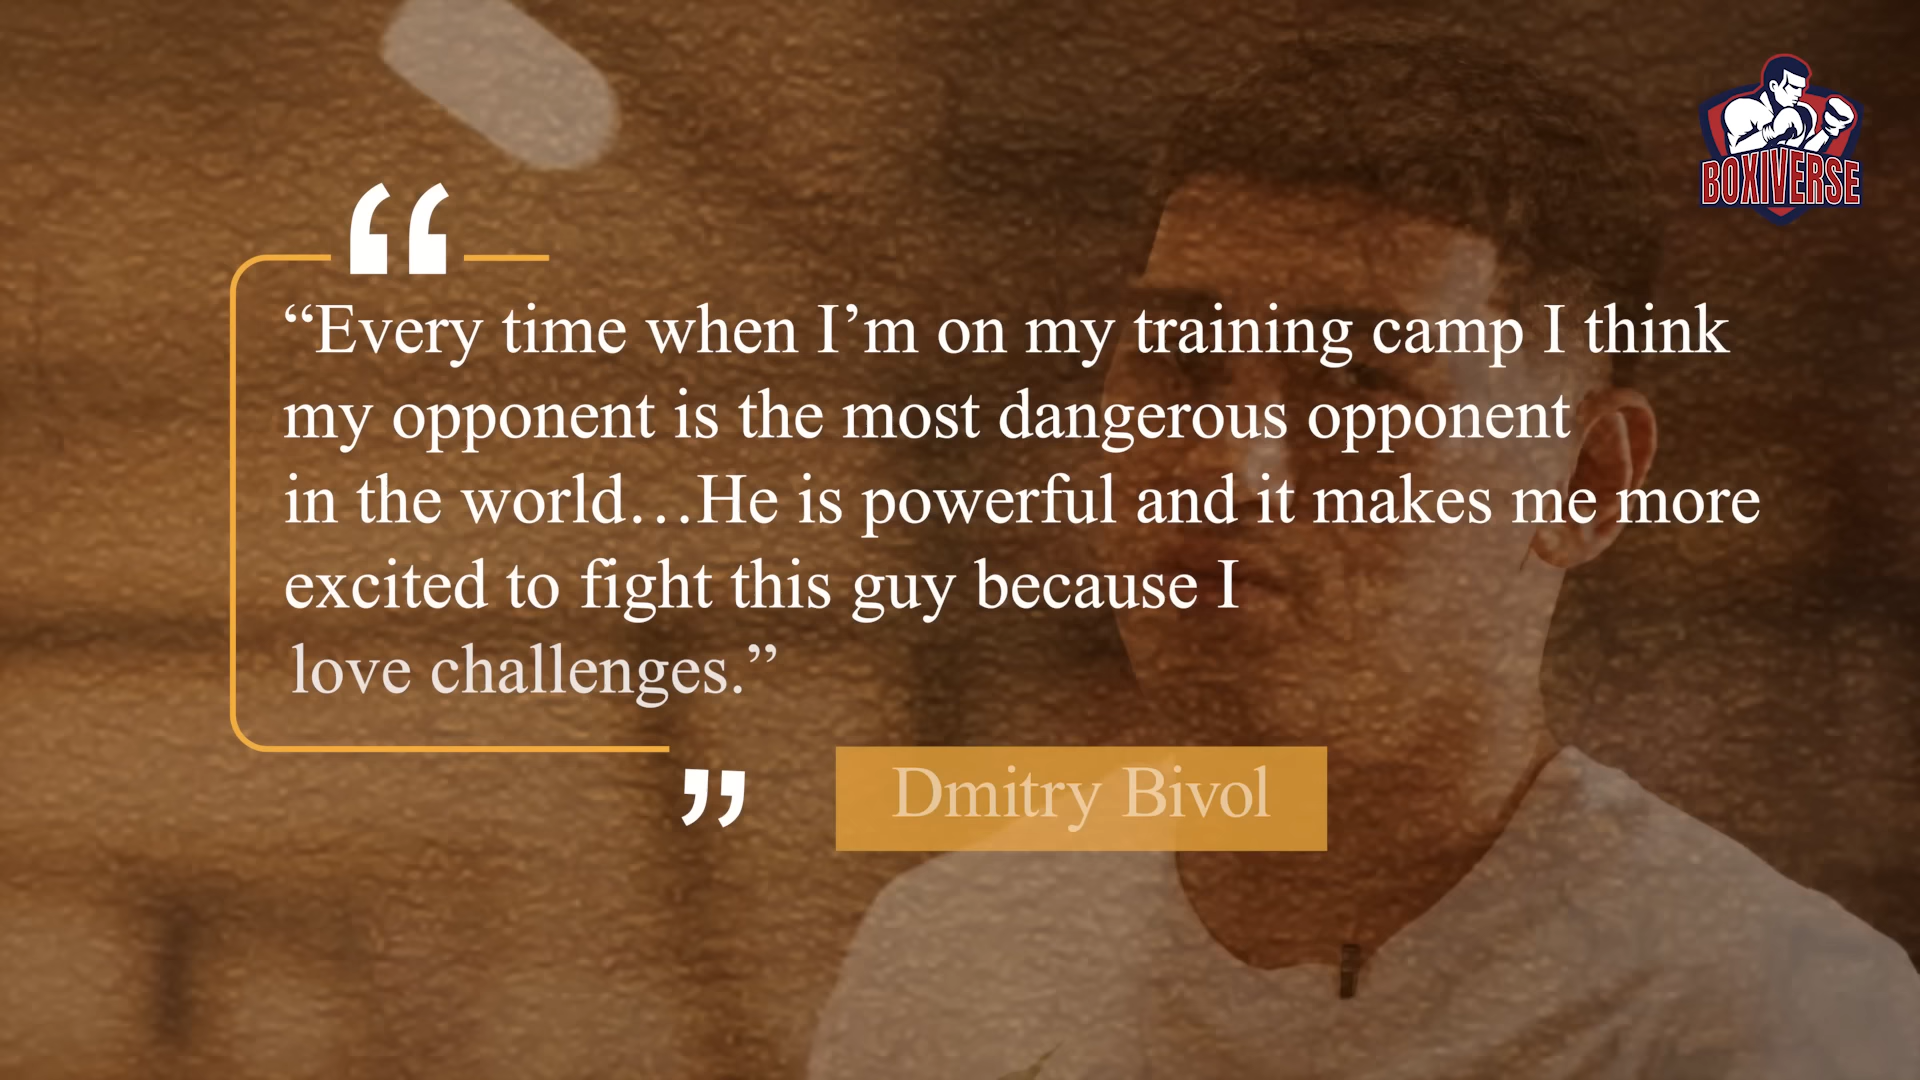 BOXIVERSE
“Every time when I’m on my training camp I think
my opponent is the most dangerous opponent
in the world…He is powerful and it makes me more
excited to fight this guy because I
love challenges.”
Dmitry Bivol